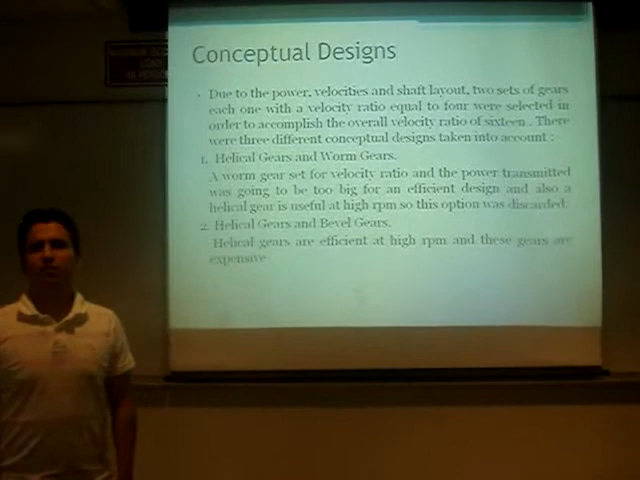 Conceptual Designs
Due to the power, velocities and shaft layout, two sets of gears
each one with a velocity ratio equal to four were selected in
order to accomplish the overall velocity ratio of sixteen . There
were three different conceptual designs taken into account :
1. Helical Gears and Worm Gears.
A worm gear set for velocity ratio and the power transmitted
was going to be too big for an efficient design and also a
helical gear is useful at high rpm so this option was discarded.
2. Helical Gears and Bevel Gears.
Helical gears are efficient at high rpm and these gears are
expensive